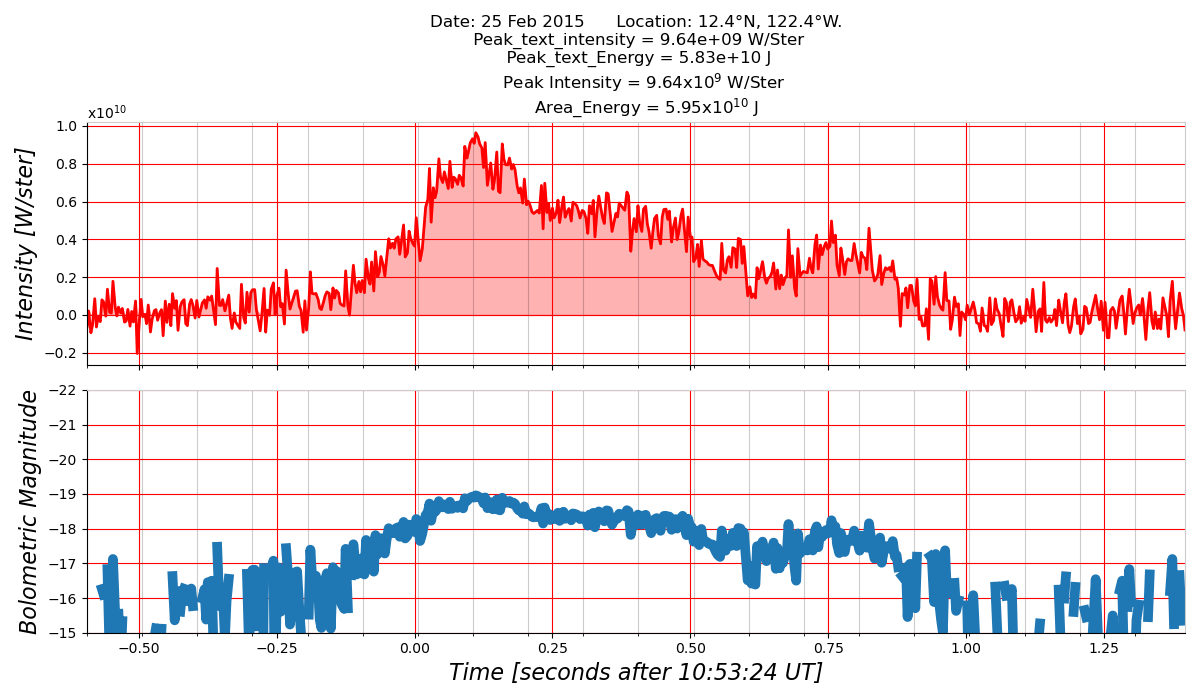 Date: 25 Feb 2015      Location: 12.4°N, 122.4°W.
Peak_text_intensity = 9.64e+09 W/Ster
Peak_text_Energy = 5.83e+10 J
Peak Intensity = 9.64x10⁹ W/Ster
Area_Energy = 5.95x10¹⁰ J
x10¹⁰
1.0
0.8
0.6
0.4
0.2
0.0
−0.2
Intensity [W/ster]
−22
−21
−20
−19
−18
−17
−16
−15
Bolometric Magnitude
−0.50 −0.25 0.00 0.25 0.50 0.75 1.00 1.25
Time [seconds after 10:53:24 UT]